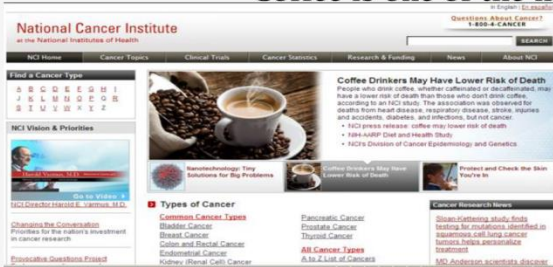 In English | En español
National Cancer Institute
at the National Institutes of Health
Questions About Cancer?
1-800-4-CANCER
SEARCH
NCI Home Cancer Topics Clinical Trials Cancer Statistics Research & Funding News About NCI
Find a Cancer Type
A B C D E F G H I
J K L M N O P Q R
S T U V W X Y Z
NCI Vision & Priorities
Harold Varmus, M.D.
Go to Video
NCI Director Harold E. Varmus, M.D.
Changing the Conversation
Priorities for the nation's investment
in cancer research
Provocative Questions Project
Coffee Drinkers May Have Lower Risk of Death
People who drink coffee, whether caffeinated or decaffeinated, may
have a lower risk of death than those who don't drink coffee,
according to an NCI study. The association was observed for
deaths from heart disease, respiratory disease, stroke, injuries
and accidents, diabetes, and infections, but not cancer.
• NCI press release: coffee may lower risk of death
• NIH-AARP Diet and Health Study
• NCI's Division of Cancer Epidemiology and Genetics
Nanotechnology: Tiny
Solutions for Big Problems
Coffee Drinkers May Have
Lower Risk of Death
Protect and Check the Skin
You're In
Types of Cancer
Common Cancer Types
Bladder Cancer
Breast Cancer
Colon and Rectal Cancer
Endometrial Cancer
Kidney (Renal Cell) Cancer
Pancreatic Cancer
Prostate Cancer
Thyroid Cancer
All Cancer Types
A to Z List of Cancers
Cancer Research News
Sloan-Kettering study finds
testing for mutations identified in
squamous cell lung cancer
tumors helps personalize
treatment
MD Anderson scientists discover